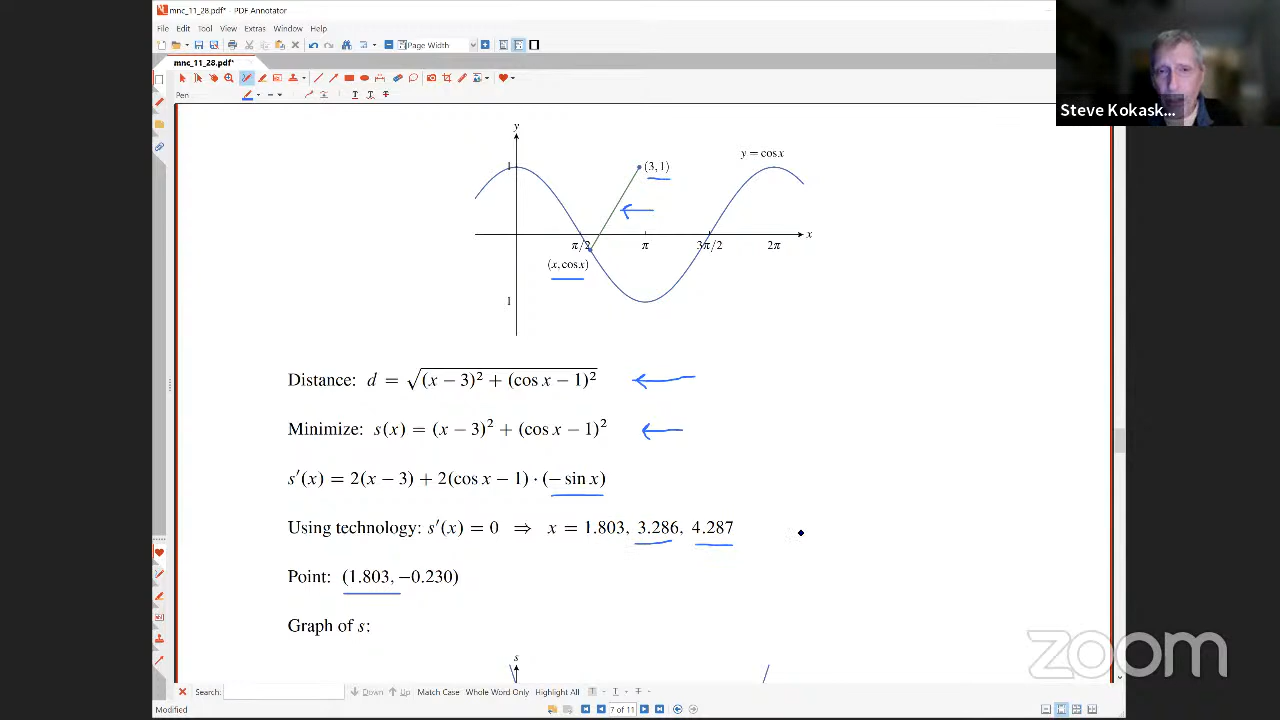 mnc_11_28.pdf* - PDF Annotator
File Edit Tool View Extras Window Help
Page Width
mnc_11_28.pdf*
Pen
Steve Kokask...
y
1
(3, 1)
y = cos x
π/2
π
3π/2
2π
x
(x, cos x)
1
Distance: d = √(x − 3)² + (cos x − 1)²
Minimize: s(x) = (x − 3)² + (cos x − 1)²
s′(x) = 2(x − 3) + 2(cos x − 1) · (− sin x)
Using technology: s′(x) = 0 ⇒ x = 1.803, 3.286, 4.287
Point: (1.803, −0.230)
Graph of s:
s
zoom
Search: Down Up Match Case Whole Word Only Highlight All
Modified
7 of 11